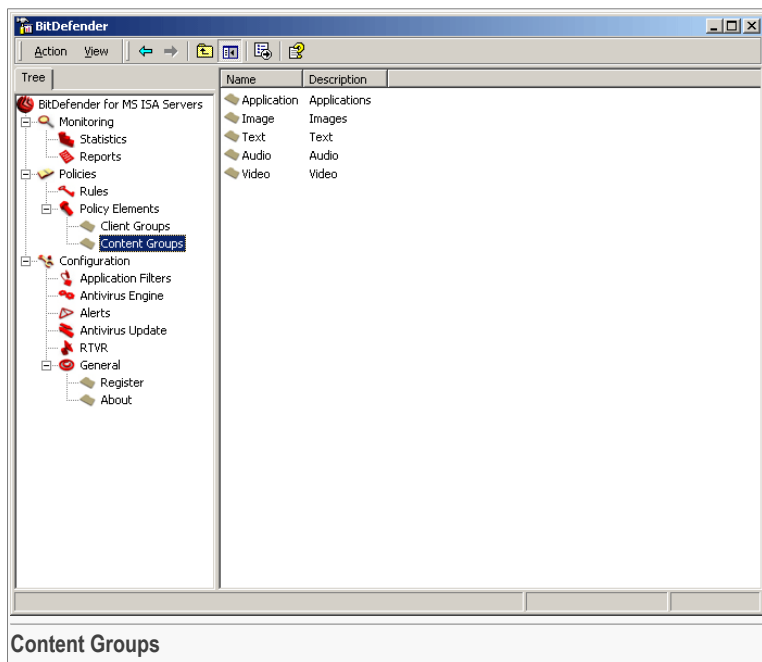 BitDefender
Action View
Tree
BitDefender for MS ISA Servers
Monitoring
Statistics
Reports
Policies
Rules
Policy Elements
Client Groups
Content Groups
Configuration
Application Filters
Antivirus Engine
Alerts
Antivirus Update
RTVR
General
Register
About
Name Description
Application Applications
Image Images
Text Text
Audio Audio
Video Video
Content Groups